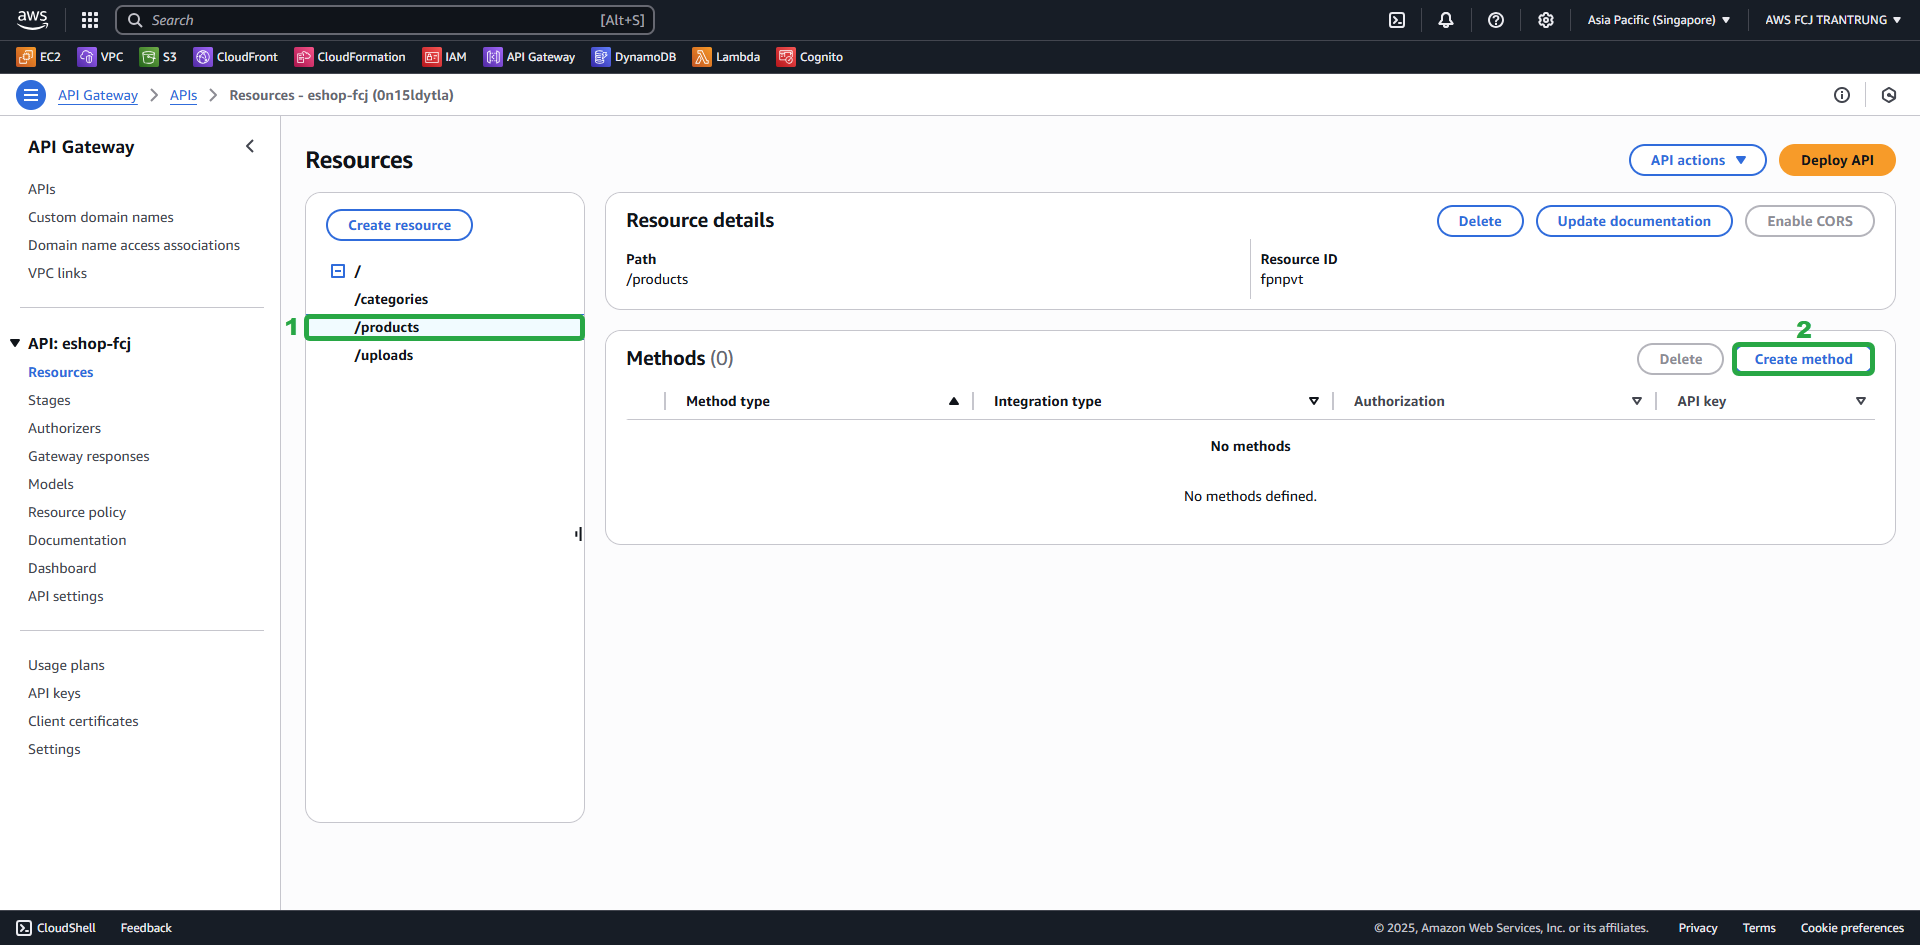 aws
Search [Alt+S]
Asia Pacific (Singapore)
AWS FCJ TRANTRUNG
EC2 VPC S3 CloudFront CloudFormation IAM API Gateway DynamoDB Lambda Cognito
API Gateway > APIs > Resources - eshop-fcj (0n15ldytla)
API Gateway
APIs
Custom domain names
Domain name access associations
VPC links
API: eshop-fcj
Resources
Stages
Authorizers
Gateway responses
Models
Resource policy
Documentation
Dashboard
API settings
Usage plans
API keys
Client certificates
Settings
Resources
API actions
Deploy API
Create resource
/
/categories
1 /products
/uploads
Resource details
Delete
Update documentation
Enable CORS
Path
/products
Resource ID
fpnpvt
2
Methods (0)
Delete
Create method
Method type Integration type Authorization API key
No methods
No methods defined.
CloudShell Feedback
© 2025, Amazon Web Services, Inc. or its affiliates. Privacy Terms Cookie preferences